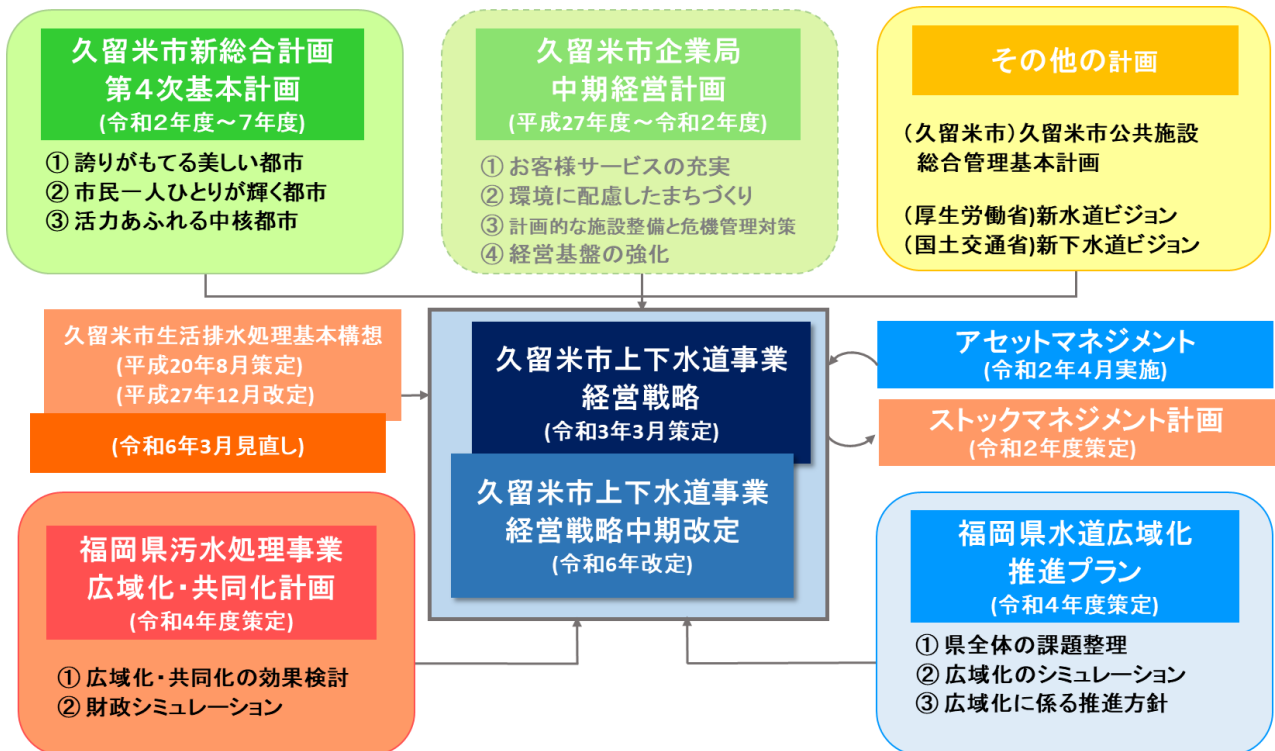 久留米市新総合計画
第4次基本計画
(令和２年度～７年度)
① 誇りがもてる美しい都市
② 市民一人ひとりが輝く都市
③ 活力あふれる中核都市
久留米市企業局
中期経営計画
(平成27年度～令和２年度)
① お客様サービスの充実
② 環境に配慮したまちづくり
③ 計画的な施設整備と危機管理対策
④ 経営基盤の強化
その他の計画
（久留米市）久留米市公共施設
総合管理基本計画
（厚生労働省)新水道ビジョン
（国土交通省)新下水道ビジョン
久留米市生活排水処理基本構想
(平成20年8月策定)
(平成27年12月改定)
(令和6年3月見直し)
久留米市上下水道事業
経営戦略
(令和3年3月策定)
久留米市上下水道事業
経営戦略中期改定
(令和6年改定)
アセットマネジメント
(令和２年４月実施)
ストックマネジメント計画
(令和２年度策定)
福岡県汚水処理事業
広域化・共同化計画
(令和4年度策定)
① 広域化・共同化の効果検討
② 財政シミュレーション
福岡県水道広域化
推進プラン
(令和４年度策定)
① 県全体の課題整理
② 広域化のシミュレーション
③ 広域化に係る推進方針